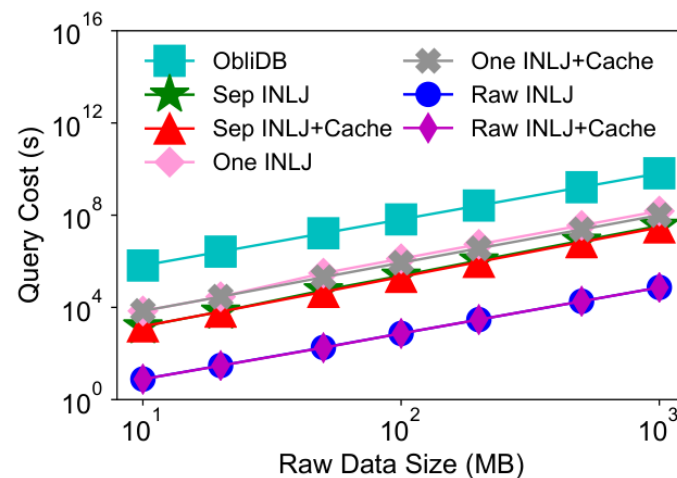 10^16
10^12
10^8
10^4
10^0
Query Cost (s)
ObliDB
Sep INLJ
Sep INLJ+Cache
One INLJ
One INLJ+Cache
Raw INLJ
Raw INLJ+Cache
10^1
10^2
10^3
Raw Data Size (MB)